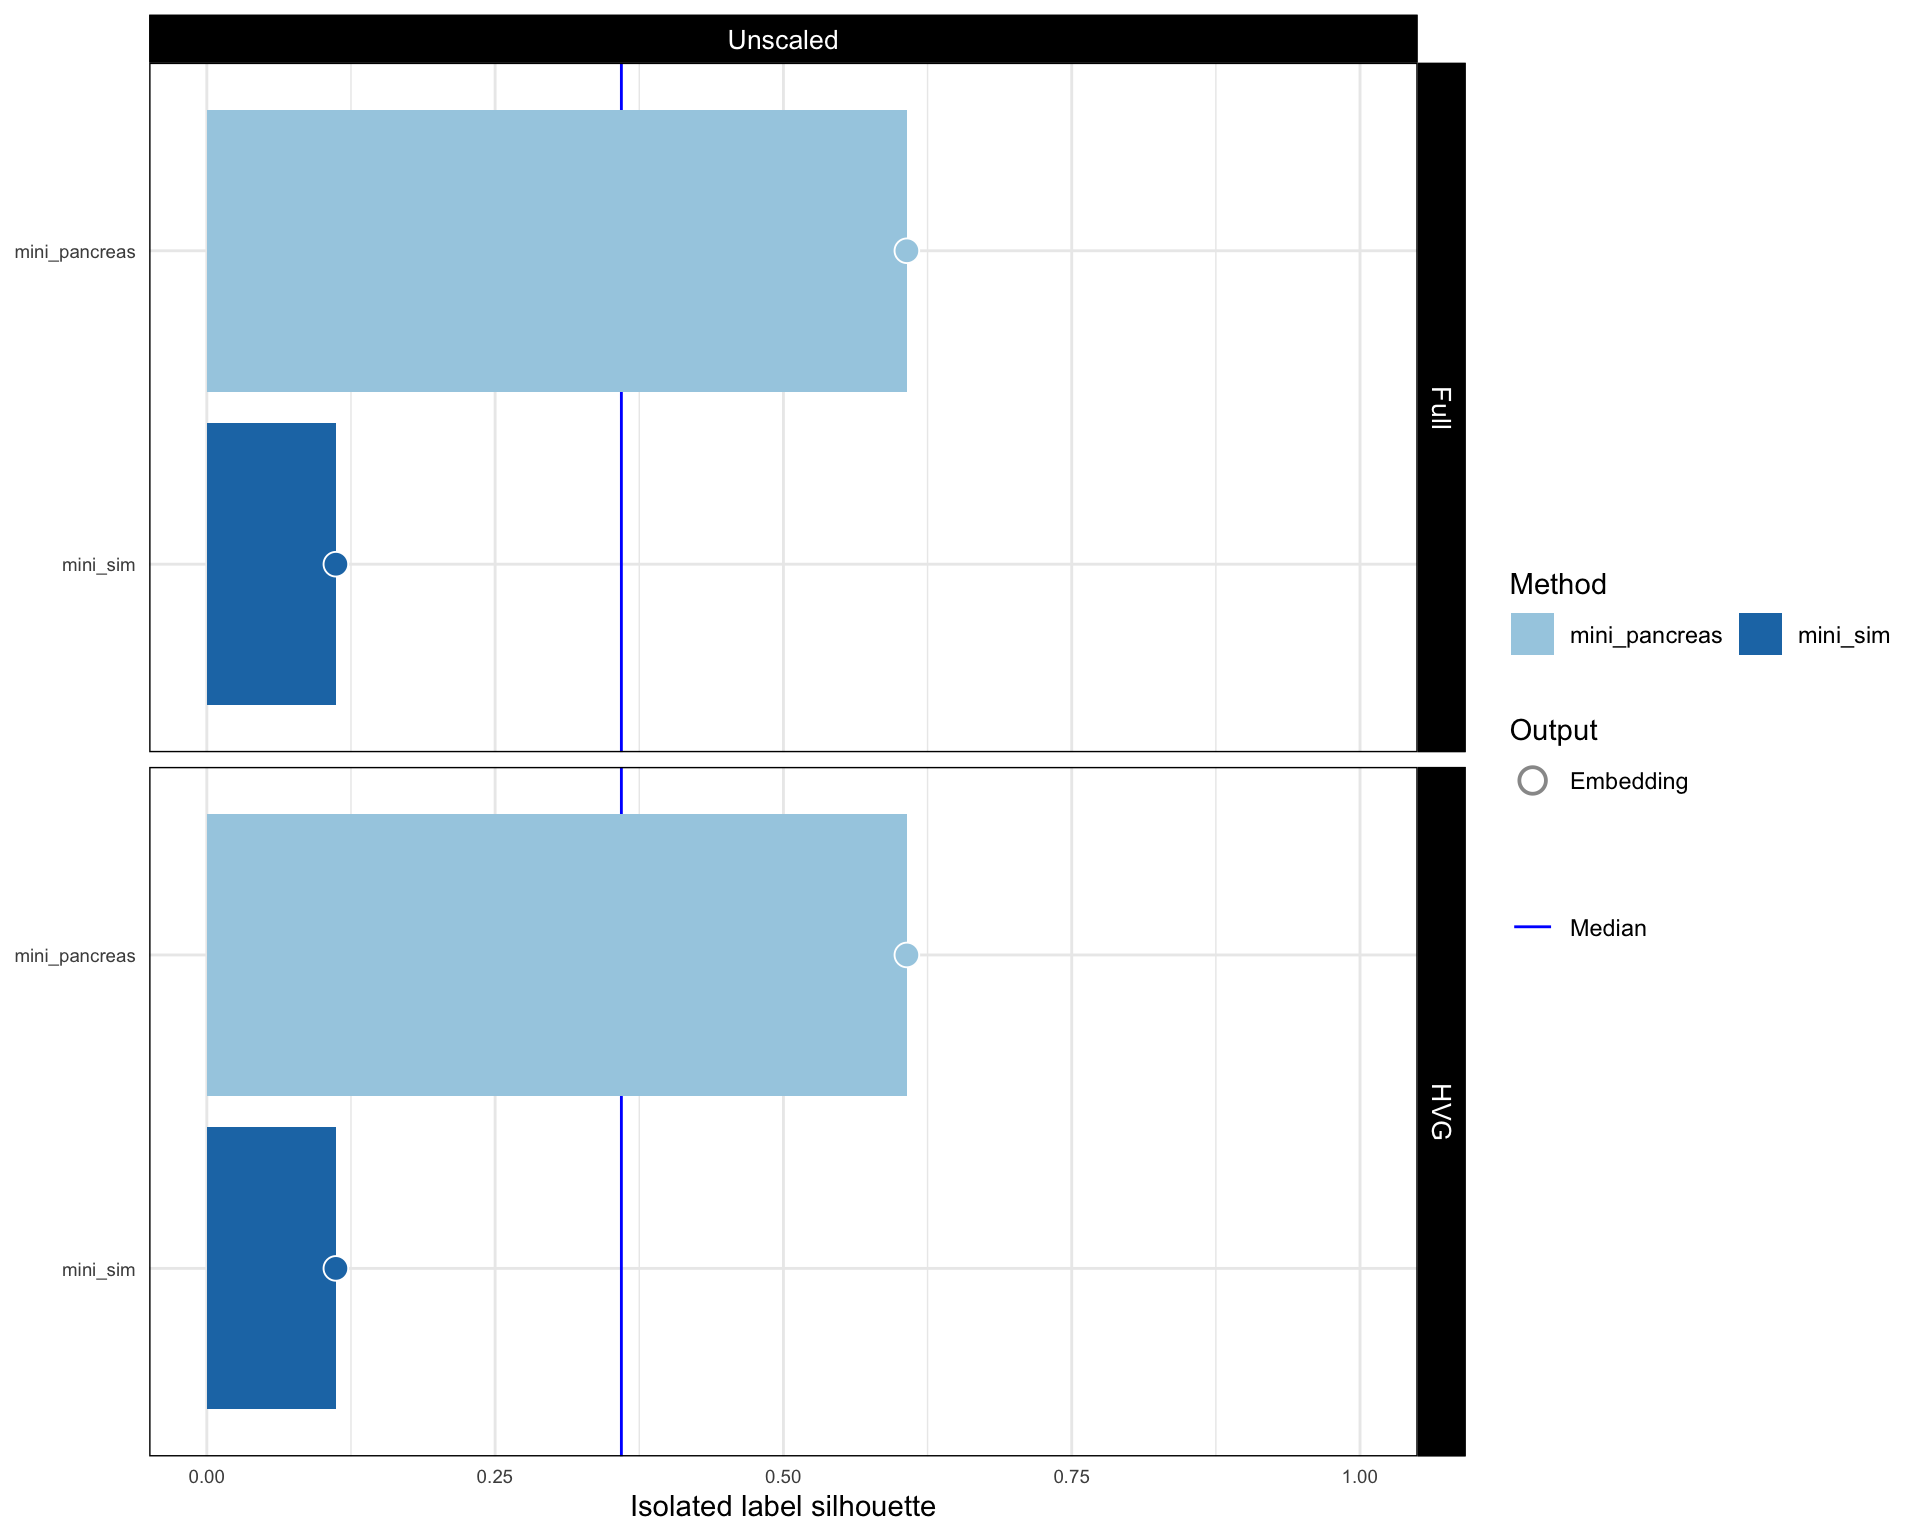 Unscaled
mini_pancreas
mini_sim
Full
mini_pancreas
mini_sim
HVG
0.00 0.25 0.50 0.75 1.00
Isolated label silhouette
Method
mini_pancreas mini_sim
Output
Embedding
Median